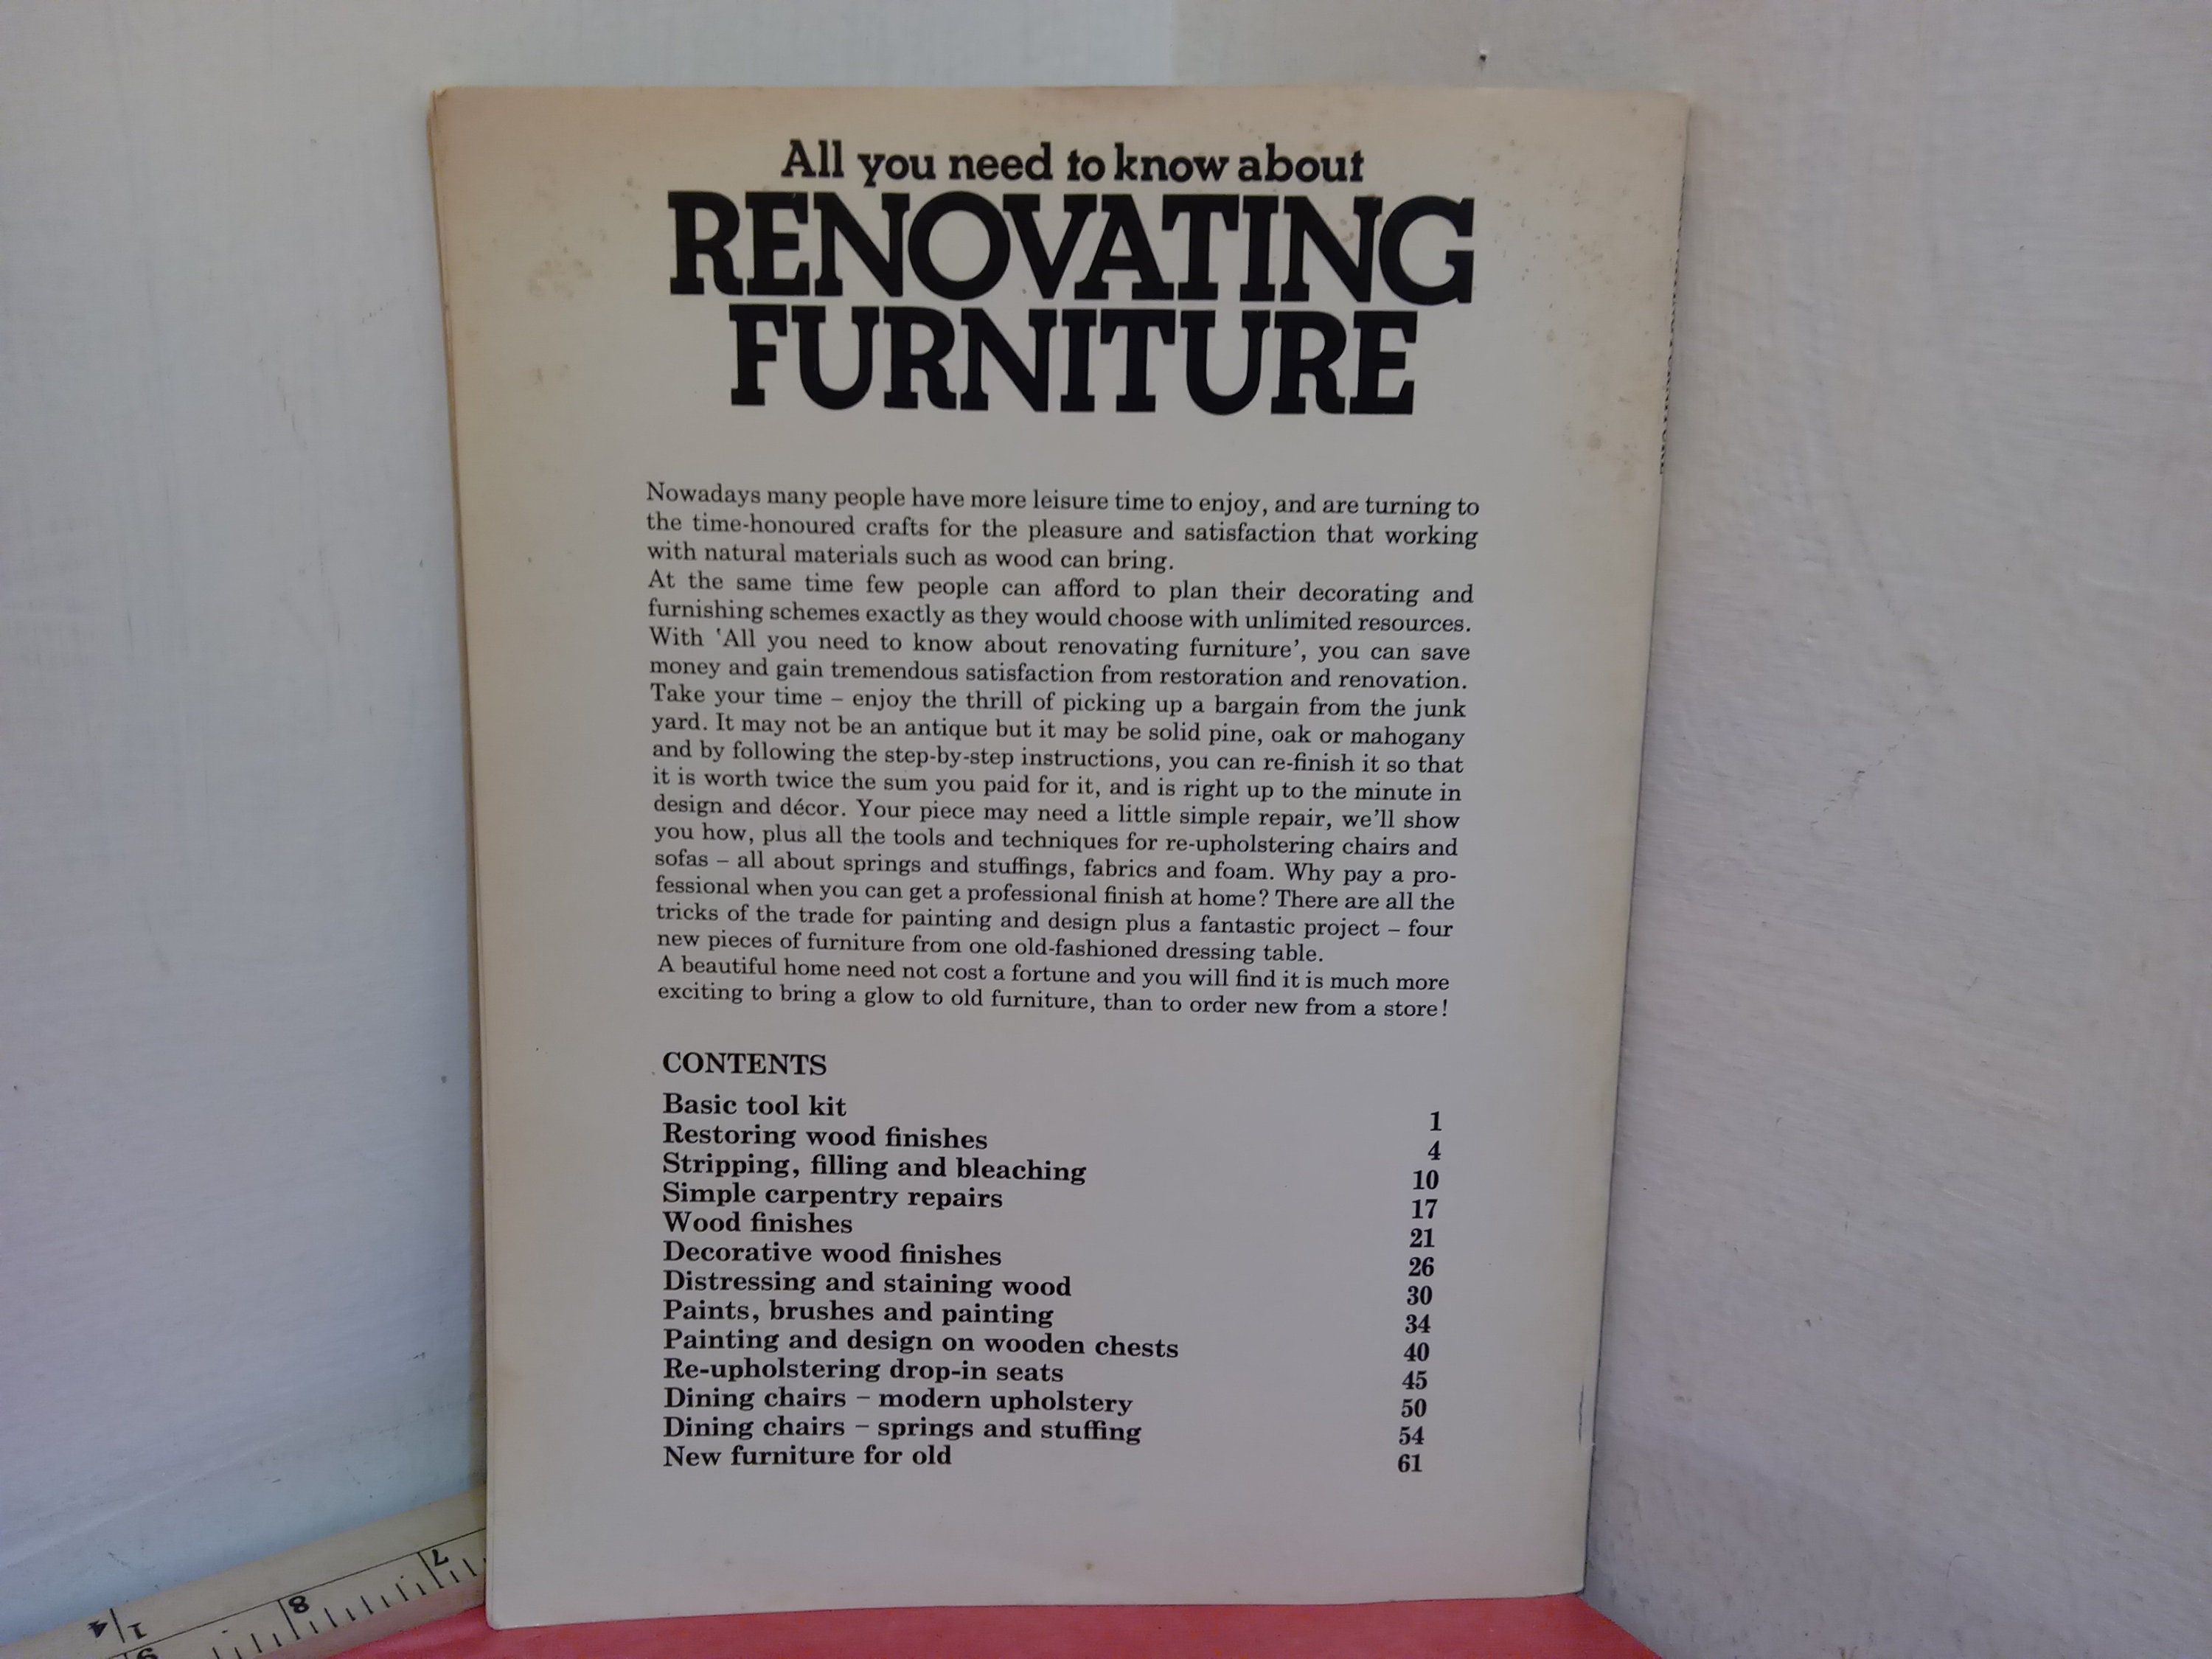 All you need to know about
RENOVATING
FURNITURE
Nowadays many people have more leisure time to enjoy, and are turning to
the time-honoured crafts for the pleasure and satisfaction that working
with natural materials such as wood can bring.
At the same time few people can afford to plan their decorating and
furnishing schemes exactly as they would choose with unlimited resources.
With 'All you need to know about renovating furniture', you can save
money and gain tremendous satisfaction from restoration and renovation.
Take your time – enjoy the thrill of picking up a bargain from the junk
yard. It may not be an antique but it may be solid pine, oak or mahogany
and by following the step-by-step instructions, you can re-finish it so that
it is worth twice the sum you paid for it, and is right up to the minute in
design and décor. Your piece may need a little simple repair, we'll show
you how, plus all the tools and techniques for re-upholstering chairs and
sofas – all about springs and stuffings, fabrics and foam. Why pay a pro-
fessional when you can get a professional finish at home? There are all the
tricks of the trade for painting and design plus a fantastic project – four
new pieces of furniture from one old-fashioned dressing table.
A beautiful home need not cost a fortune and you will find it is much more
exciting to bring a glow to old furniture, than to order new from a store!
CONTENTS
Basic tool kit 1
Restoring wood finishes 4
Stripping, filling and bleaching 10
Simple carpentry repairs 17
Wood finishes 21
Decorative wood finishes 26
Distressing and staining wood 30
Paints, brushes and painting 34
Painting and design on wooden chests 40
Re-upholstering drop-in seats 45
Dining chairs – modern upholstery 50
Dining chairs – springs and stuffing 54
New furniture for old 61
7
8
1/4
9